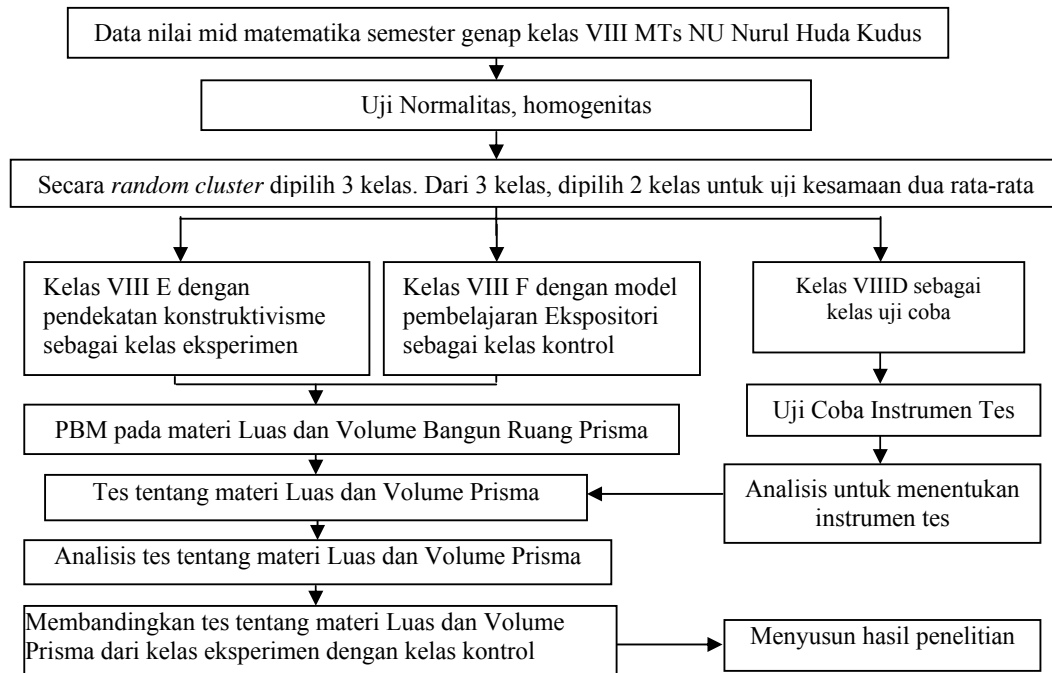 Data nilai mid matematika semester genap kelas VIII MTs NU Nurul Huda Kudus
Uji Normalitas, homogenitas
Secara random cluster dipilih 3 kelas. Dari 3 kelas, dipilih 2 kelas untuk uji kesamaan dua rata-rata
Kelas VIII E dengan
pendekatan konstruktivisme
sebagai kelas eksperimen
Kelas VIII F dengan model
pembelajaran Ekspositori
sebagai kelas kontrol
Kelas VIIID sebagai
kelas uji coba
Uji Coba Instrumen Tes
PBM pada materi Luas dan Volume Bangun Ruang Prisma
Tes tentang materi Luas dan Volume Prisma
Analisis untuk menentukan
instrumen tes
Analisis tes tentang materi Luas dan Volume Prisma
Membandingkan tes tentang materi Luas dan Volume
Prisma dari kelas eksperimen dengan kelas kontrol
Menyusun hasil penelitian